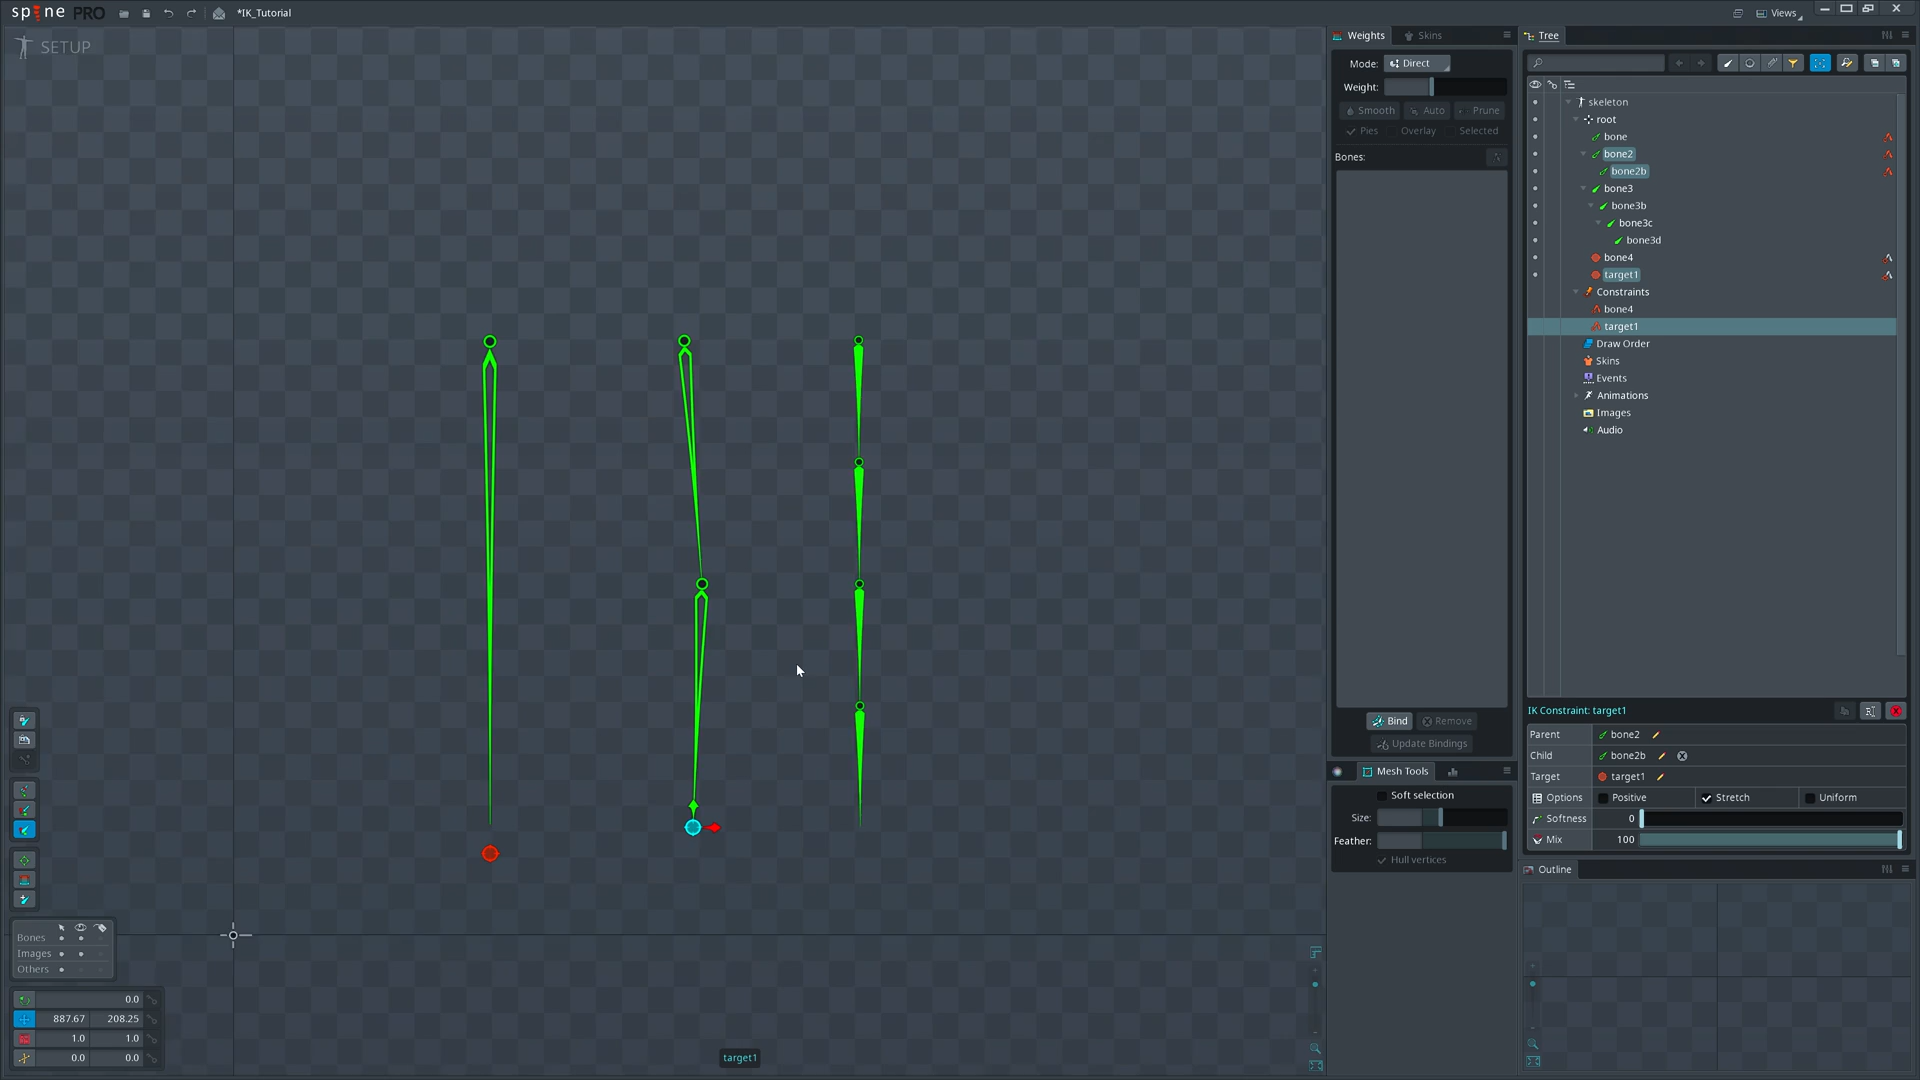 spine PRO
*IK_Tutorial
Views
SETUP
Weights
Skins
Mode:
Direct
Weight:
Smooth
Auto
Prune
Pies
Overlay
Selected
Bones:
Bind
Remove
Update Bindings
Mesh Tools
Soft selection
Size:
Feather:
Hull vertices
Tree
skeleton
root
bone
bone2
bone2b
bone3
bone3b
bone3c
bone3d
bone4
target1
Constraints
bone4
target1
Draw Order
Skins
Events
Animations
Images
Audio
IK Constraint: target1
Parent
bone2
Child
bone2b
Target
target1
Options
Positive
Stretch
Uniform
Softness
0
Mix
100
Outline
Bones
Images
Others
0.0
887.67
208.25
1.0
1.0
0.0
0.0
target1